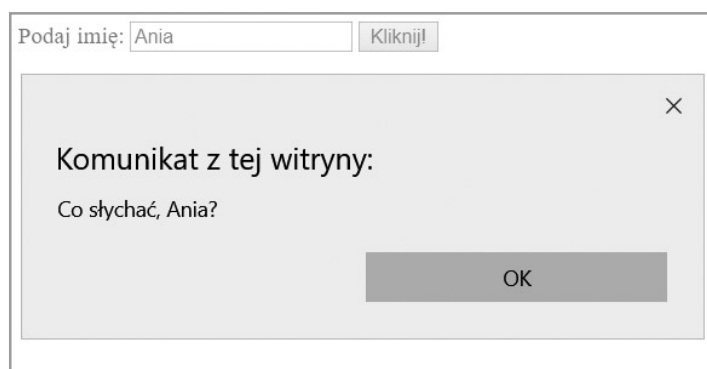 Podaj imię: Ania Kliknij!
Komunikat z tej witryny:
Co słychać, Ania?
OK